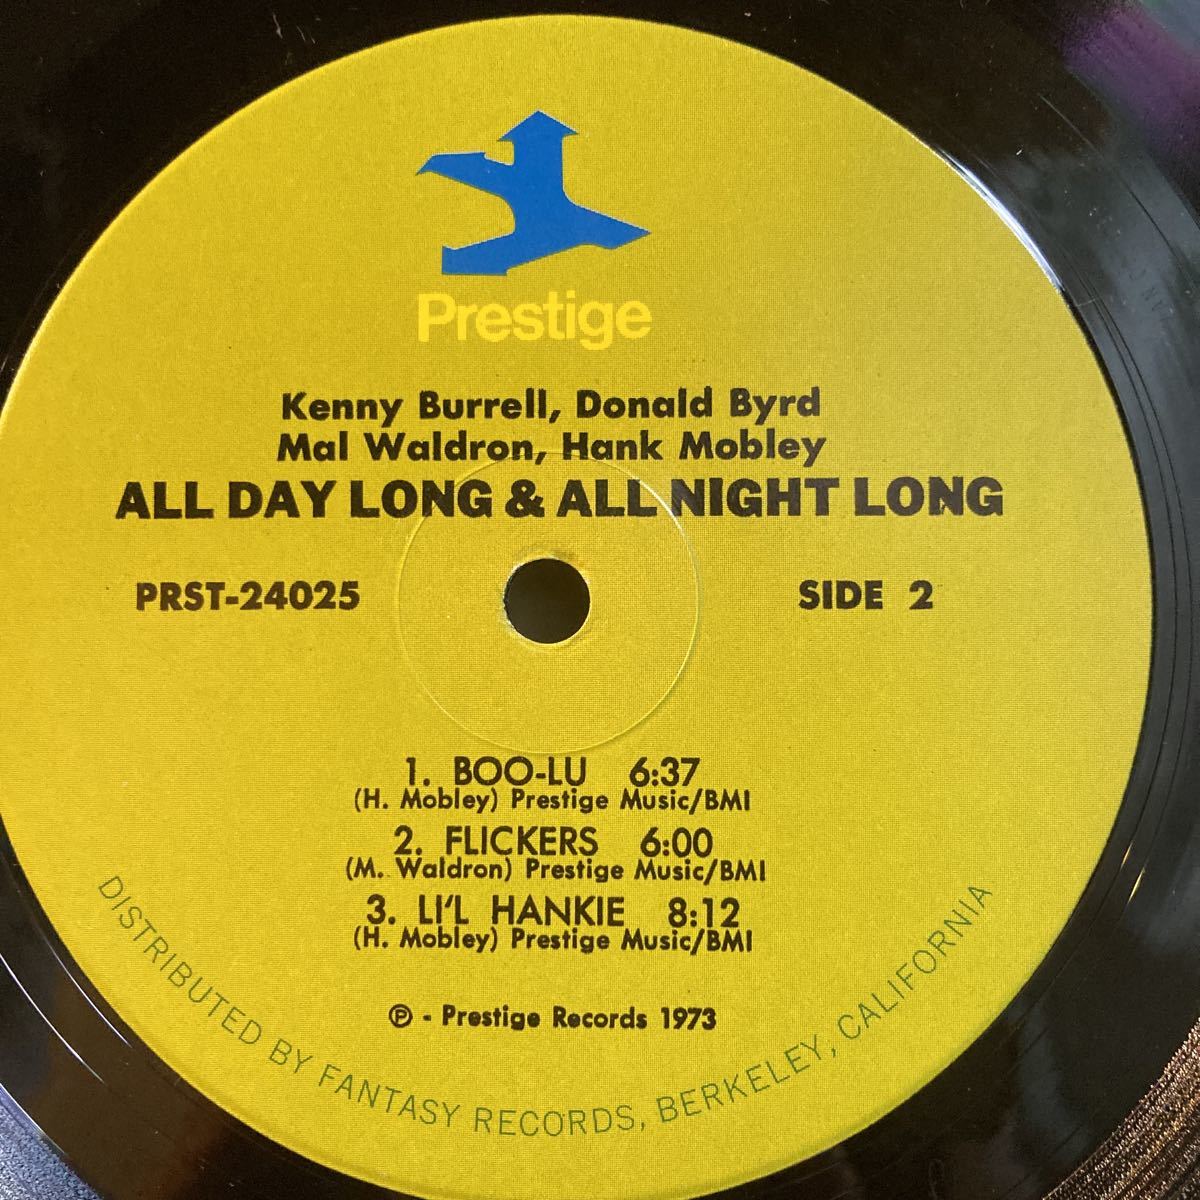 Prestige
Kenny Burrell, Donald Byrd
Mal Waldron, Hank Mobley
ALL DAY LONG & ALL NIGHT LONG
PRST-24025
SIDE 2
1. BOO-LU 6:37
(H. Mobley) Prestige Music/BMI
2. FLICKERS 6:00
(M. Waldron) Prestige Music/BMI
3. LI'L HANKIE 8:12
(H. Mobley) Prestige Music/BMI
℗ - Prestige Records 1973
DISTRIBUTED BY FANTASY RECORDS, BERKELEY, CALIFORNIA